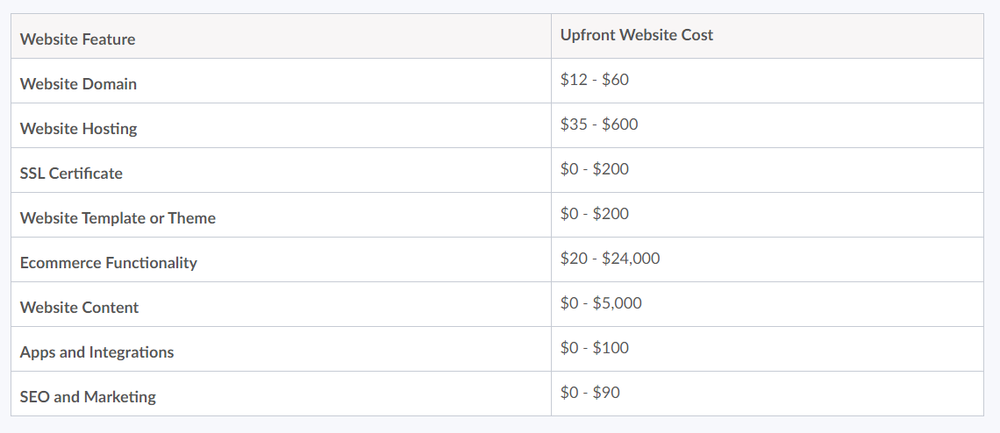 Website Feature Upfront Website Cost
Website Domain $12 - $60
Website Hosting $35 - $600
SSL Certificate $0 - $200
Website Template or Theme $0 - $200
Ecommerce Functionality $20 - $24,000
Website Content $0 - $5,000
Apps and Integrations $0 - $100
SEO and Marketing $0 - $90